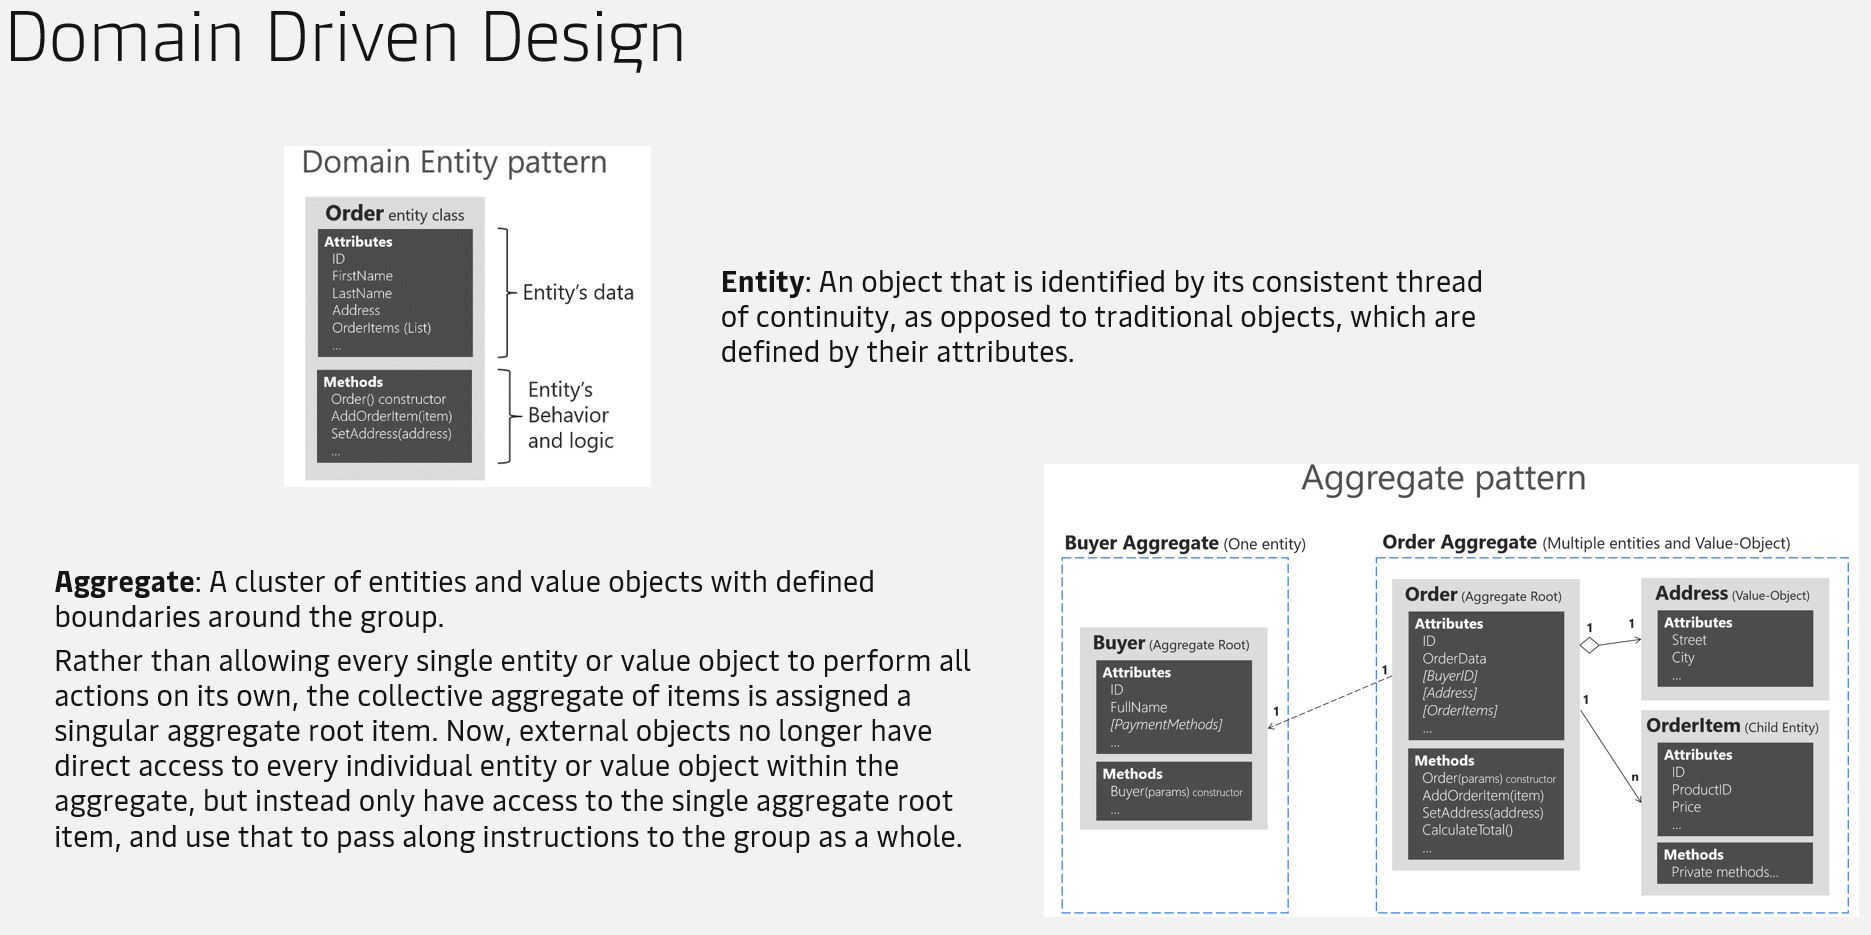 Domain Driven Design
Domain Entity pattern
Order entity class
Attributes
ID
FirstName
LastName
Address
OrderItems (List)
...
Methods
Order() constructor
AddOrderItem(item)
SetAddress(address)
...
Entity's data
Entity's
Behavior
and logic
Entity: An object that is identified by its consistent thread
of continuity, as opposed to traditional objects, which are
defined by their attributes.
Aggregate: A cluster of entities and value objects with defined
boundaries around the group.
Rather than allowing every single entity or value object to perform all
actions on its own, the collective aggregate of items is assigned a
singular aggregate root item. Now, external objects no longer have
direct access to every individual entity or value object within the
aggregate, but instead only have access to the single aggregate root
item, and use that to pass along instructions to the group as a whole.
Aggregate pattern
Buyer Aggregate (One entity)
Buyer (Aggregate Root)
Attributes
ID
FullName
[PaymentMethods]
...
Methods
Buyer(params) constructor
...
1
1
Order Aggregate (Multiple entities and Value-Object)
Order (Aggregate Root)
Attributes
ID
OrderData
[BuyerID]
[Address]
[OrderItems]
...
Methods
Order(params) constructor
AddOrderItem(item)
SetAddress(address)
CalculateTotal()
...
1
1
1
n
Address (Value-Object)
Attributes
Street
City
...
OrderItem (Child Entity)
Attributes
ID
ProductID
Price
...
Methods
Private methods...